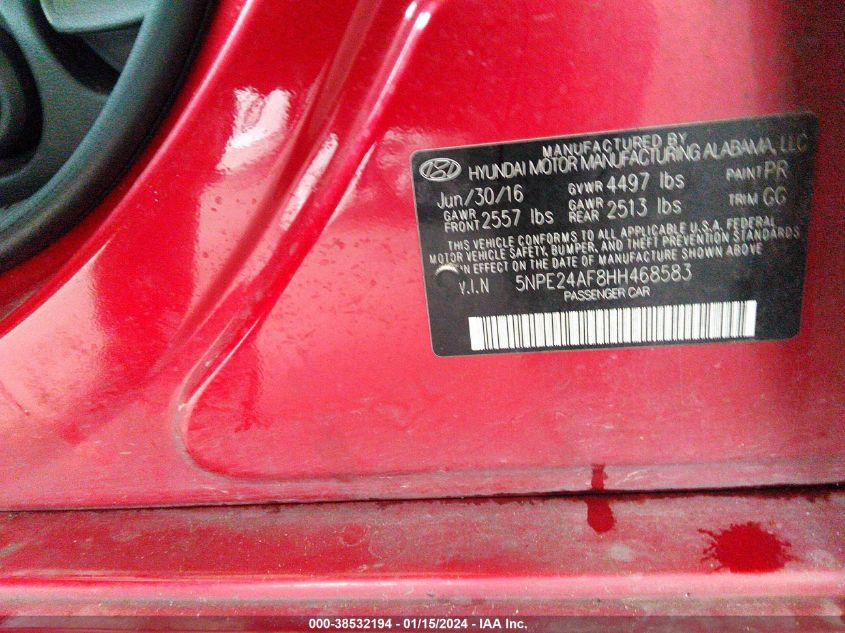 MANUFACTURED BY
HYUNDAI MOTOR MANUFACTURING ALABAMA, LLC
Jun/30/16 GVWR 4497 lbs PAINT PR
GAWR FRONT 2557 lbs GAWR REAR 2513 lbs TRIM GG
THIS VEHICLE CONFORMS TO ALL APPLICABLE U.S.A. FEDERAL
MOTOR VEHICLE SAFETY, BUMPER, AND THEFT PREVENTION STANDARDS
IN EFFECT ON THE DATE OF MANUFACTURE SHOWN ABOVE
V.I.N 5NPE24AF8HH468583
PASSENGER CAR
000-38532194 - 01/15/2024 - IAA Inc.